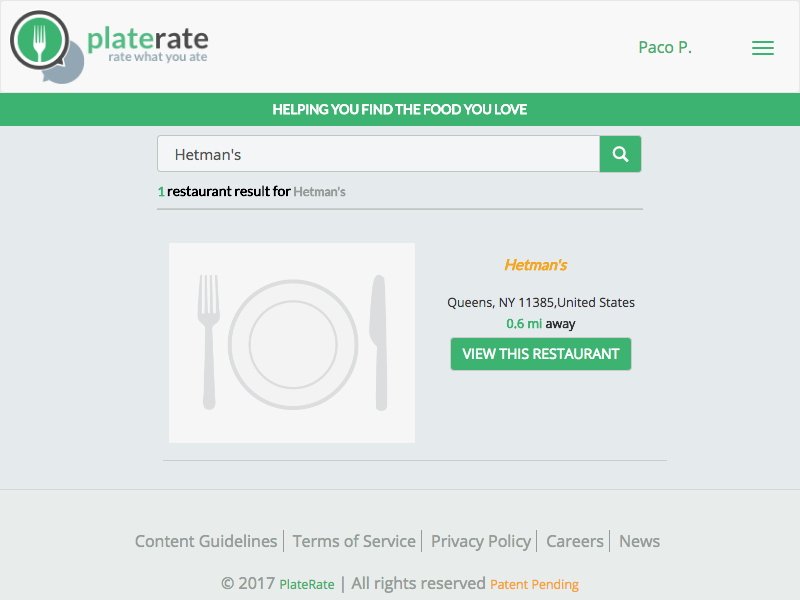 platerate
rate what you ate
Paco P.
HELPING YOU FIND THE FOOD YOU LOVE
Hetman's
1 restaurant result for Hetman's
Hetman's
Queens, NY 11385,United States
0.6 mi away
VIEW THIS RESTAURANT
Content Guidelines Terms of Service Privacy Policy Careers News
© 2017 PlateRate | All rights reserved Patent Pending